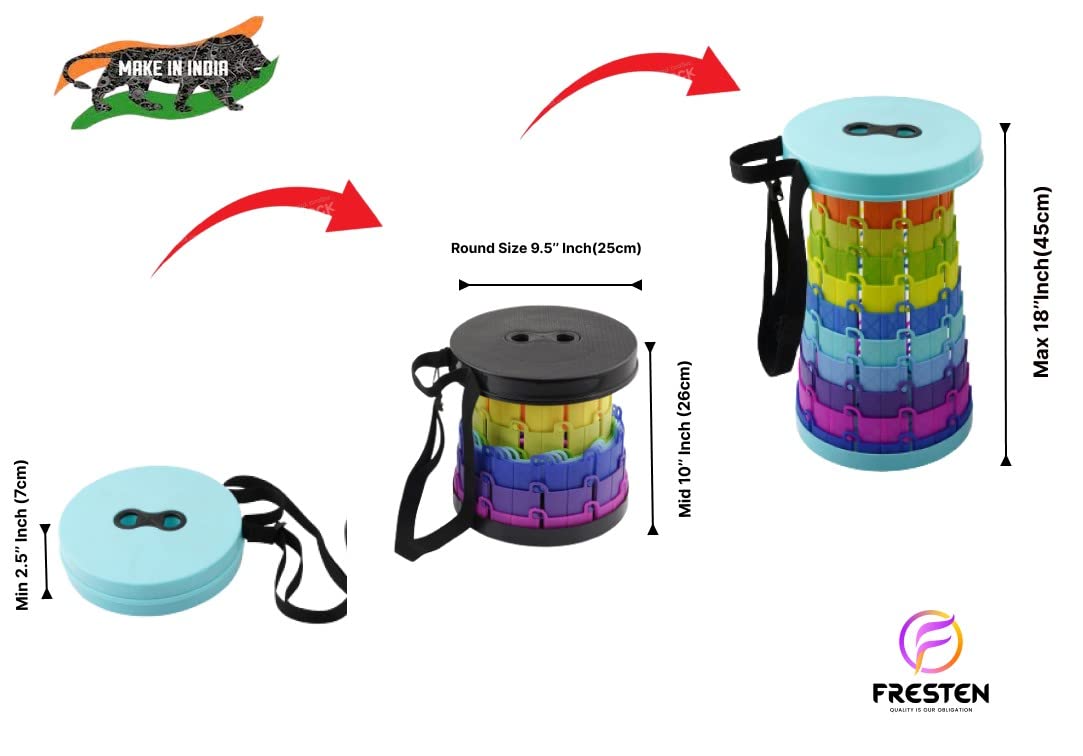 MAKE IN INDIA
Round Size 9.5" Inch(25cm)
Max 18"Inch(45cm)
Mid 10" Inch (26cm)
Min 2.5" Inch (7cm)
FRESTEN
QUALITY IS OUR OBLIGATION